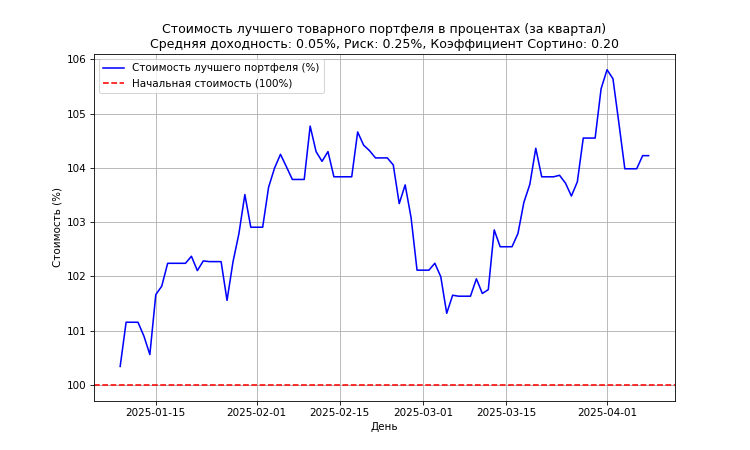 Стоимость лучшего товарного портфеля в процентах (за квартал)
Средняя доходность: 0.05%, Риск: 0.25%, Коэффициент Сортино: 0.20
Стоимость лучшего портфеля (%)
Начальная стоимость (100%)
Стоимость (%)
106
105
104
103
102
101
100
2025-01-15
2025-02-01
2025-02-15
2025-03-01
2025-03-15
2025-04-01
День